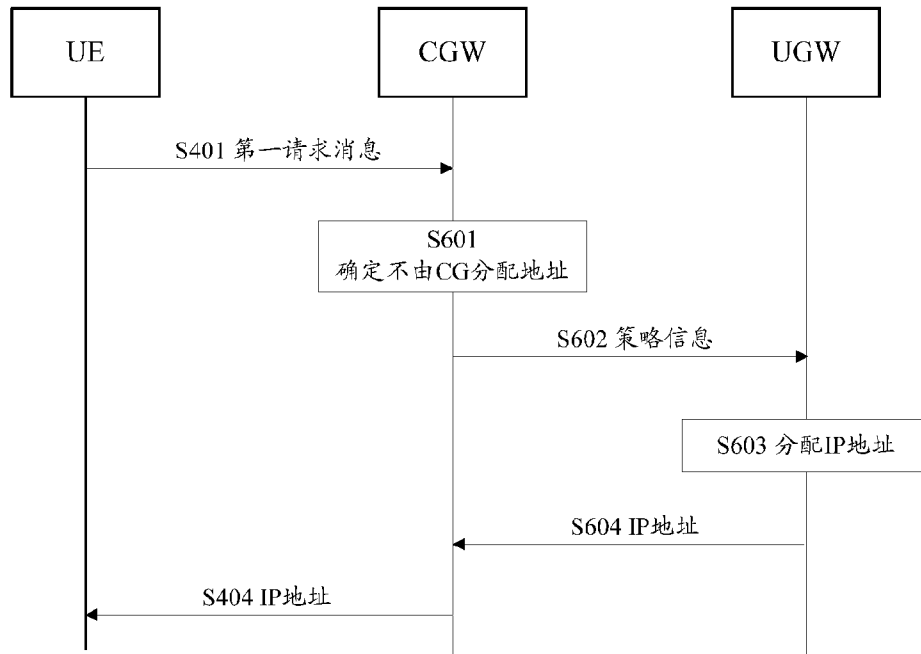 UE
CGW
UGW
S401 第一请求消息
S601
确定不由CG分配地址
S602 策略信息
S603 分配IP地址
S604 IP地址
S404 IP地址